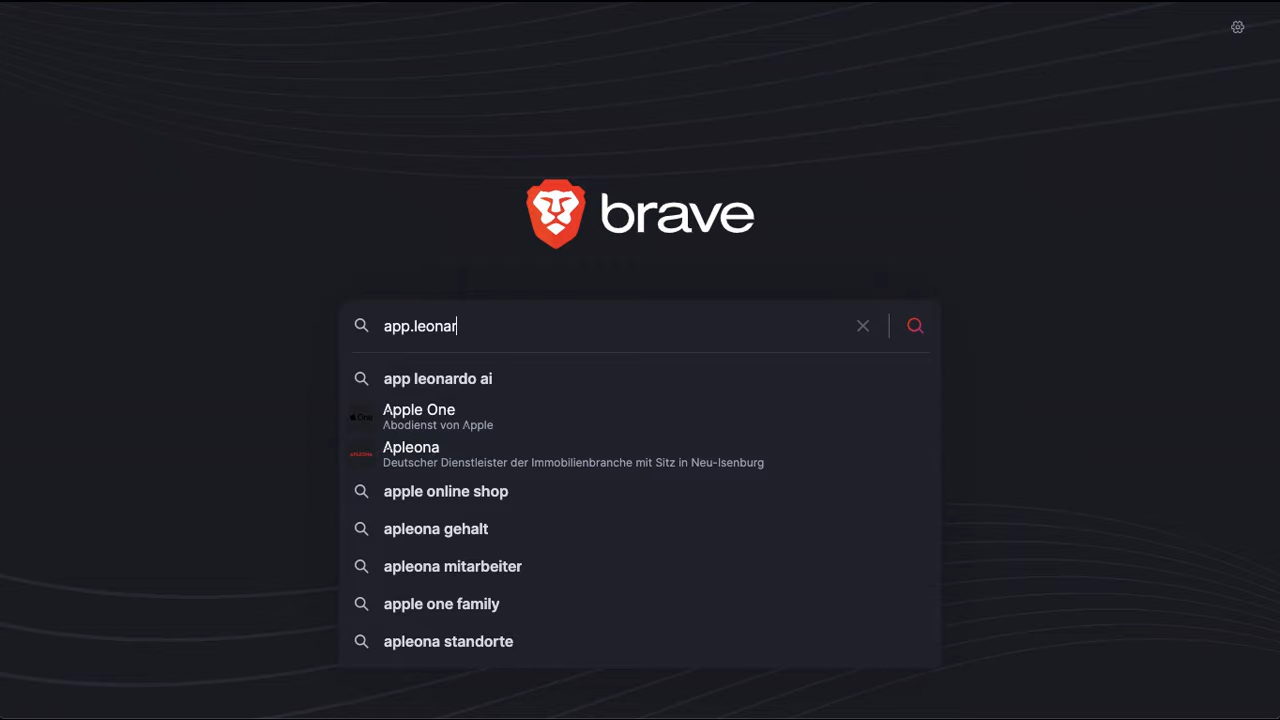 brave
app.leonar
app leonardo ai
Apple One
Abodienst von Apple
Apleona
Deutscher Dienstleister der Immobilienbranche mit Sitz in Neu-Isenburg
apple online shop
apleona gehalt
apleona mitarbeiter
apple one family
apleona standorte